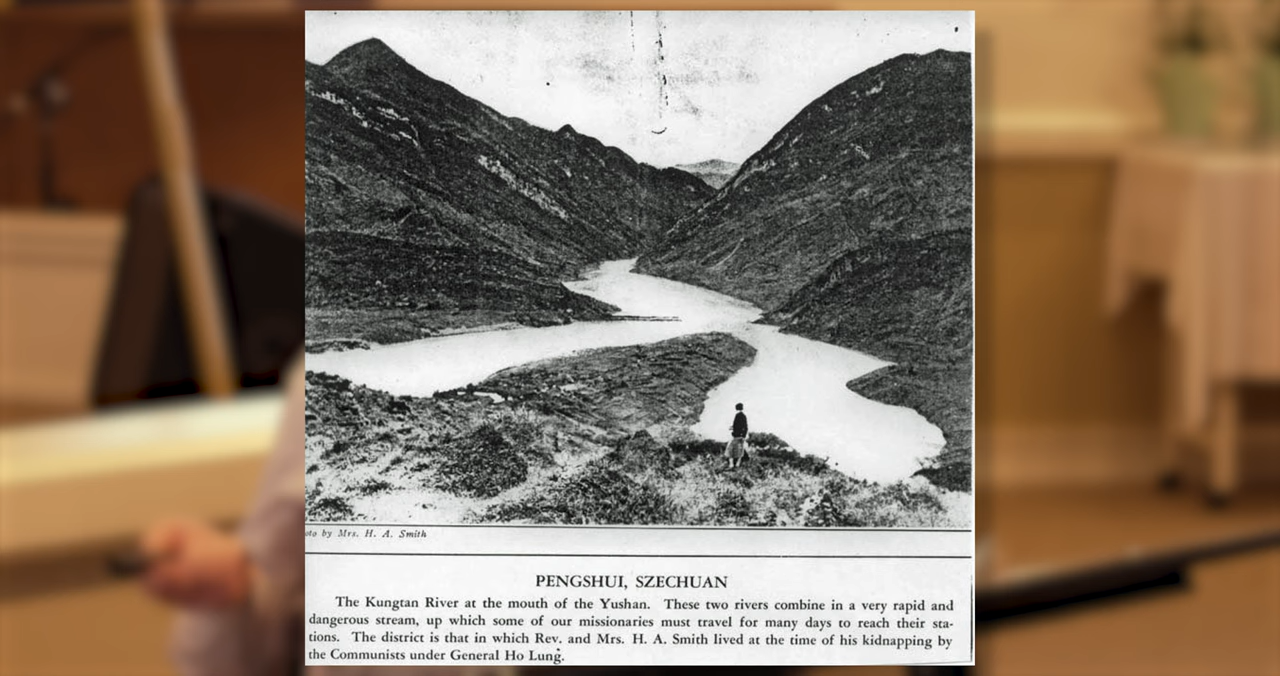 to by Mrs. H. A. Smith
PENGSHUI, SZECHUAN
The Kungtan River at the mouth of the Yushan. These two rivers combine in a very rapid and
dangerous stream, up which some of our missionaries must travel for many days to reach their sta-
tions. The district is that in which Rev. and Mrs. H. A. Smith lived at the time of his kidnapping by
the Communists under General Ho Lung.